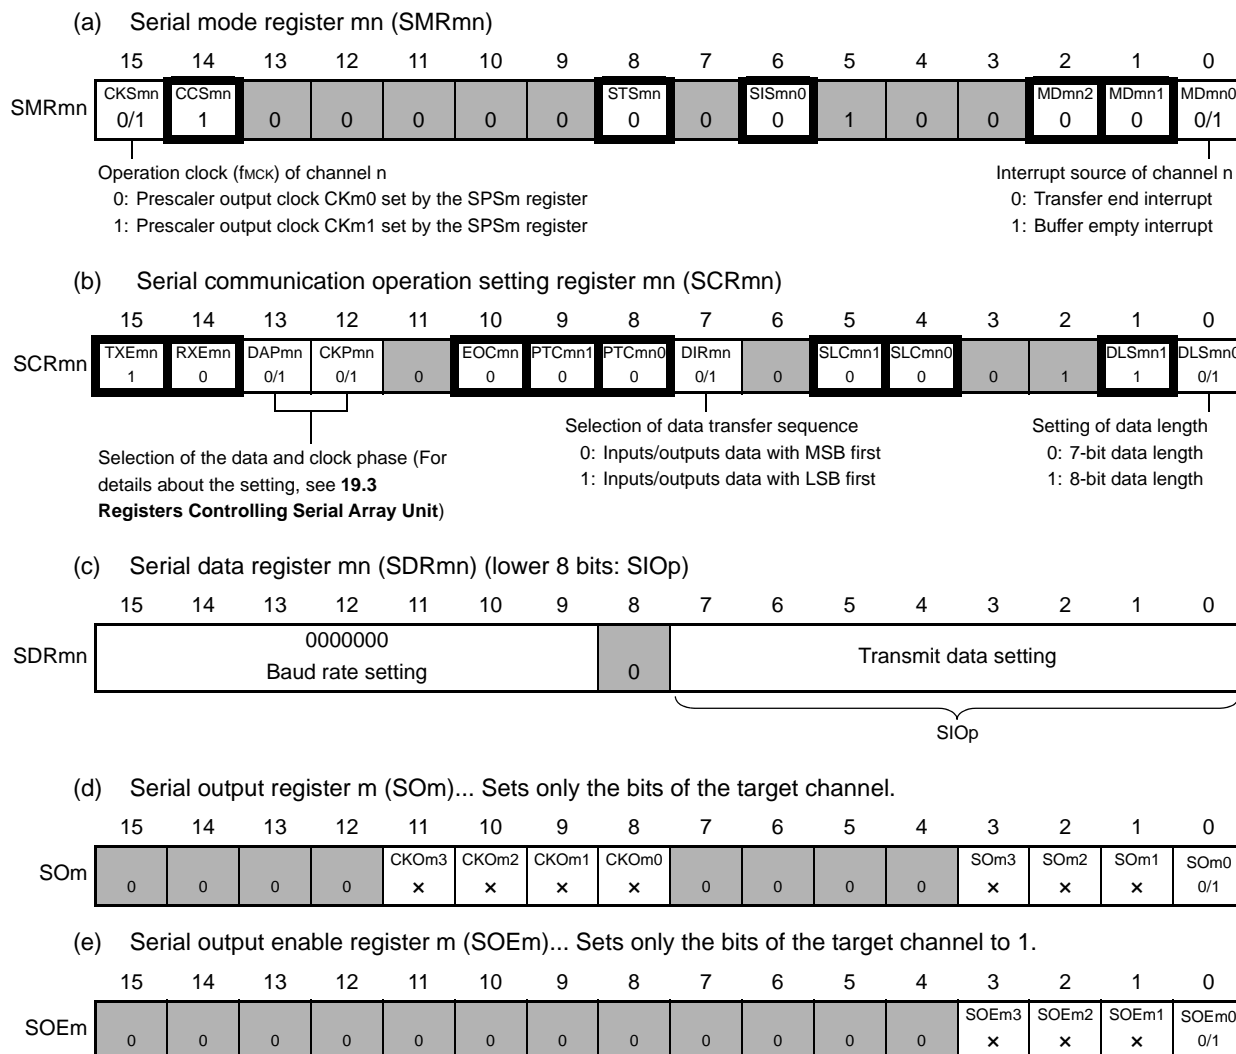 (a) Serial mode register mn (SMRmn)
15 14 13 12 11 10 9 8 7 6 5 4 3 2 1 0
CKSmn CCSmn STSmn SISmn0 MDmn2 MDmn1 MDmn0
SMRmn 0/1 1 0 0 0 0 0 0 0 0 1 0 0 0 0 0/1
Operation clock (fMCK) of channel n
0: Prescaler output clock CKm0 set by the SPSm register
1: Prescaler output clock CKm1 set by the SPSm register
Interrupt source of channel n
0: Transfer end interrupt
1: Buffer empty interrupt
(b) Serial communication operation setting register mn (SCRmn)
15 14 13 12 11 10 9 8 7 6 5 4 3 2 1 0
TXEmn RXEmn DAPmn CKPmn EOCmn PTCmn1 PTCmn0 DIRmn SLCmn1 SLCmn0 DLSmn1 DLSmn0
SCRmn 1 0 0/1 0/1 0 0 0 0 0/1 0 0 0 0 1 1 0/1
Selection of the data and clock phase (For
details about the setting, see 19.3
Registers Controlling Serial Array Unit)
Selection of data transfer sequence
0: Inputs/outputs data with MSB first
1: Inputs/outputs data with LSB first
Setting of data length
0: 7-bit data length
1: 8-bit data length
(c) Serial data register mn (SDRmn) (lower 8 bits: SIOp)
15 14 13 12 11 10 9 8 7 6 5 4 3 2 1 0
SDRmn
0000000
Baud rate setting
0
Transmit data setting
SIOp
(d) Serial output register m (SOm)... Sets only the bits of the target channel.
15 14 13 12 11 10 9 8 7 6 5 4 3 2 1 0
CKOm3 CKOm2 CKOm1 CKOm0 SOm3 SOm2 SOm1 SOm0
SOm 0 0 0 0 × × × × 0 0 0 0 × × × 0/1
(e) Serial output enable register m (SOEm)... Sets only the bits of the target channel to 1.
15 14 13 12 11 10 9 8 7 6 5 4 3 2 1 0
SOEm3 SOEm2 SOEm1 SOEm0
SOEm 0 0 0 0 0 0 0 0 0 0 0 0 × × × 0/1